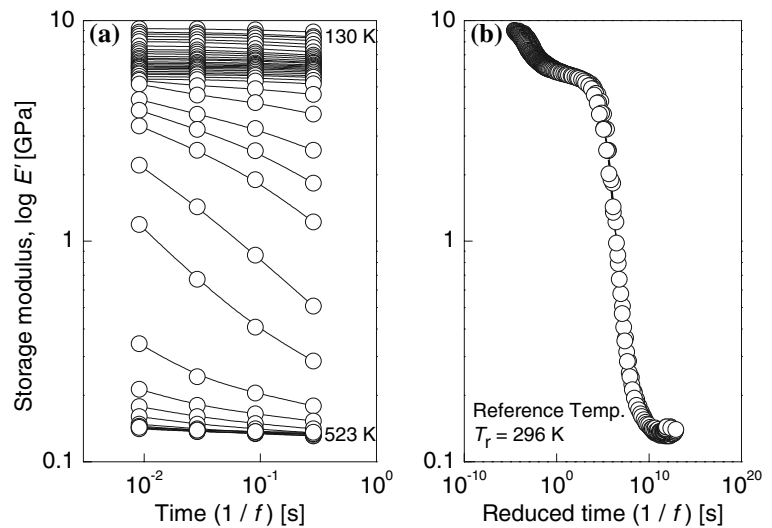 Storage modulus, log E′ [GPa]
10
1
0.1
(a)
130 K
523 K
10⁻² 10⁻¹ 10⁰
Time (1 / f) [s]
10
1
0.1
(b)
Reference Temp.
Tᵣ = 296 K
10⁻¹⁰ 10⁰ 10¹⁰ 10²⁰
Reduced time (1 / f) [s]